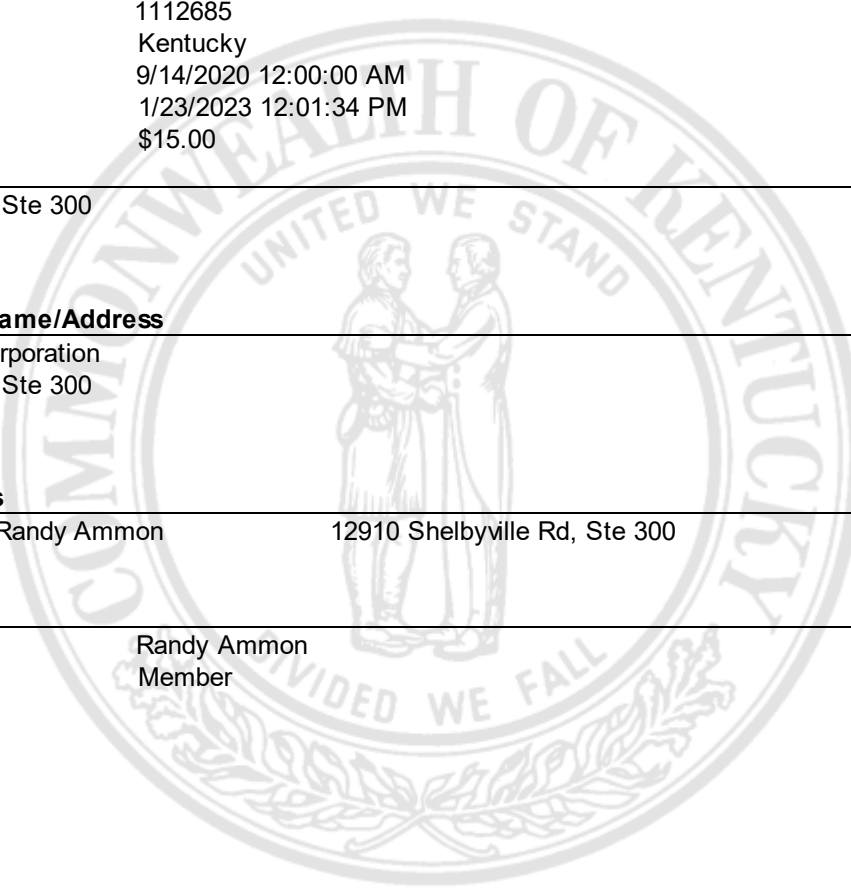 1112685
Kentucky
9/14/2020 12:00:00 AM
1/23/2023 12:01:34 PM
$15.00
Ste 300
ame/Address
rporation
Ste 300
s
Randy Ammon 12910 Shelbyville Rd, Ste 300
Randy Ammon
Member
COMMONWEALTH OF KENTUCKY
UNITED WE STAND
DIVIDED WE FALL